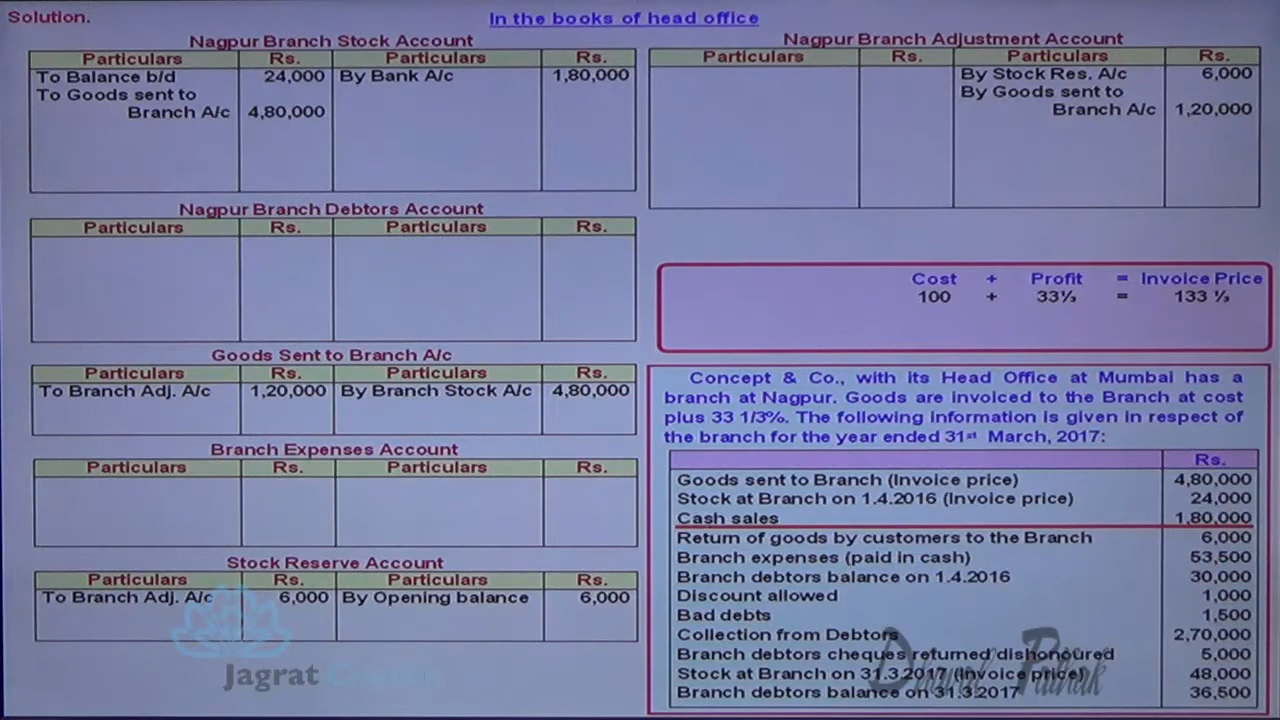 Solution.
In the books of head office
Nagpur Branch Stock Account
Particulars Rs. Particulars Rs.
To Balance b/d 24,000 By Bank A/c 1,80,000
To Goods sent to
Branch A/c 4,80,000
Nagpur Branch Debtors Account
Particulars Rs. Particulars Rs.
Goods Sent to Branch A/c
Particulars Rs. Particulars Rs.
To Branch Adj. A/c 1,20,000 By Branch Stock A/c 4,80,000
Branch Expenses Account
Particulars Rs. Particulars Rs.
Stock Reserve Account
Particulars Rs. Particulars Rs.
To Branch Adj. A/c 6,000 By Opening balance 6,000
Jagrat
Nagpur Branch Adjustment Account
Particulars Rs. Particulars Rs.
By Stock Res. A/c 6,000
By Goods sent to
Branch A/c 1,20,000
Cost + Profit = Invoice Price
100 + 33⅓ = 133 ⅓
Concept & Co., with its Head Office at Mumbai has a
branch at Nagpur. Goods are invoiced to the Branch at cost
plus 33 1/3%. The following information is given in respect of
the branch for the year ended 31st March, 2017:
Rs.
Goods sent to Branch (Invoice price) 4,80,000
Stock at Branch on 1.4.2016 (Invoice price) 24,000
Cash sales 1,80,000
Return of goods by customers to the Branch 6,000
Branch expenses (paid in cash) 53,500
Branch debtors balance on 1.4.2016 30,000
Discount allowed 1,000
Bad debts 1,500
Collection from Debtors 2,70,000
Branch debtors cheques returned dishonoured 5,000
Stock at Branch on 31.3.2017 (Invoice price) 48,000
Branch debtors balance on 31.3.2017 36,500
Pathak